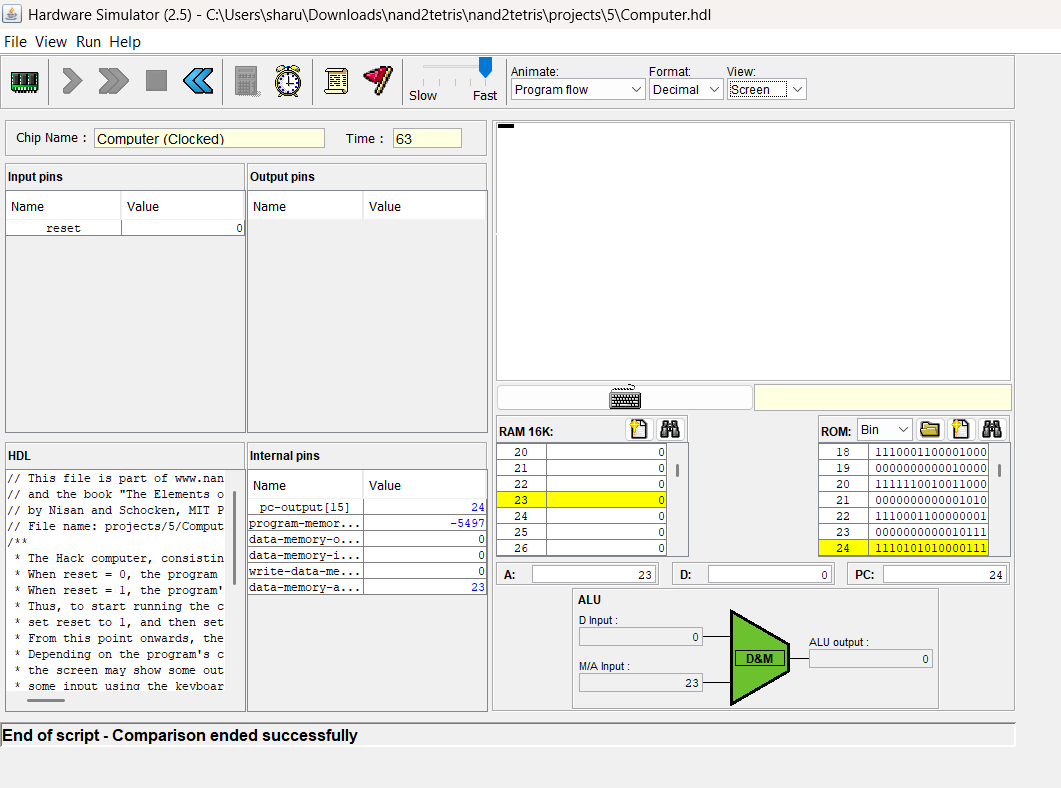 Hardware Simulator (2.5) - C:\Users\sharu\Downloads\nand2tetris\nand2tetris\projects\5\Computer.hdl
File View Run Help
Slow Fast
Animate: Format: View:
Program flow Decimal Screen
Chip Name : Computer (Clocked) Time : 63
Input pins Output pins
Name Value Name Value
reset 0
HDL Internal pins
// This file is part of www.nan
// and the book "The Elements o
// by Nisan and Schocken, MIT P
// File name: projects/5/Comput
/**
* The Hack computer, consistin
* When reset = 0, the program
* When reset = 1, the program'
* Thus, to start running the c
* set reset to 1, and then set
* From this point onwards, the
* Depending on the program's c
* the screen may show some out
* some input using the keyboar
Name Value
pc-output[15] 24
program-memor... -5497
data-memory-o... 0
data-memory-i... 0
write-data-me... 0
data-memory-a... 23
RAM 16K:
20 0
21 0
22 0
23 0
24 0
25 0
26 0
ROM: Bin
18 1110001100001000
19 0000000000010000
20 1111110010011000
21 0000000000001010
22 1110001100000001
23 0000000000010111
24 1110101010000111
A: 23 D: 0 PC: 24
ALU
D Input :
0
M/A Input :
23
D&M
ALU output :
0
End of script - Comparison ended successfully